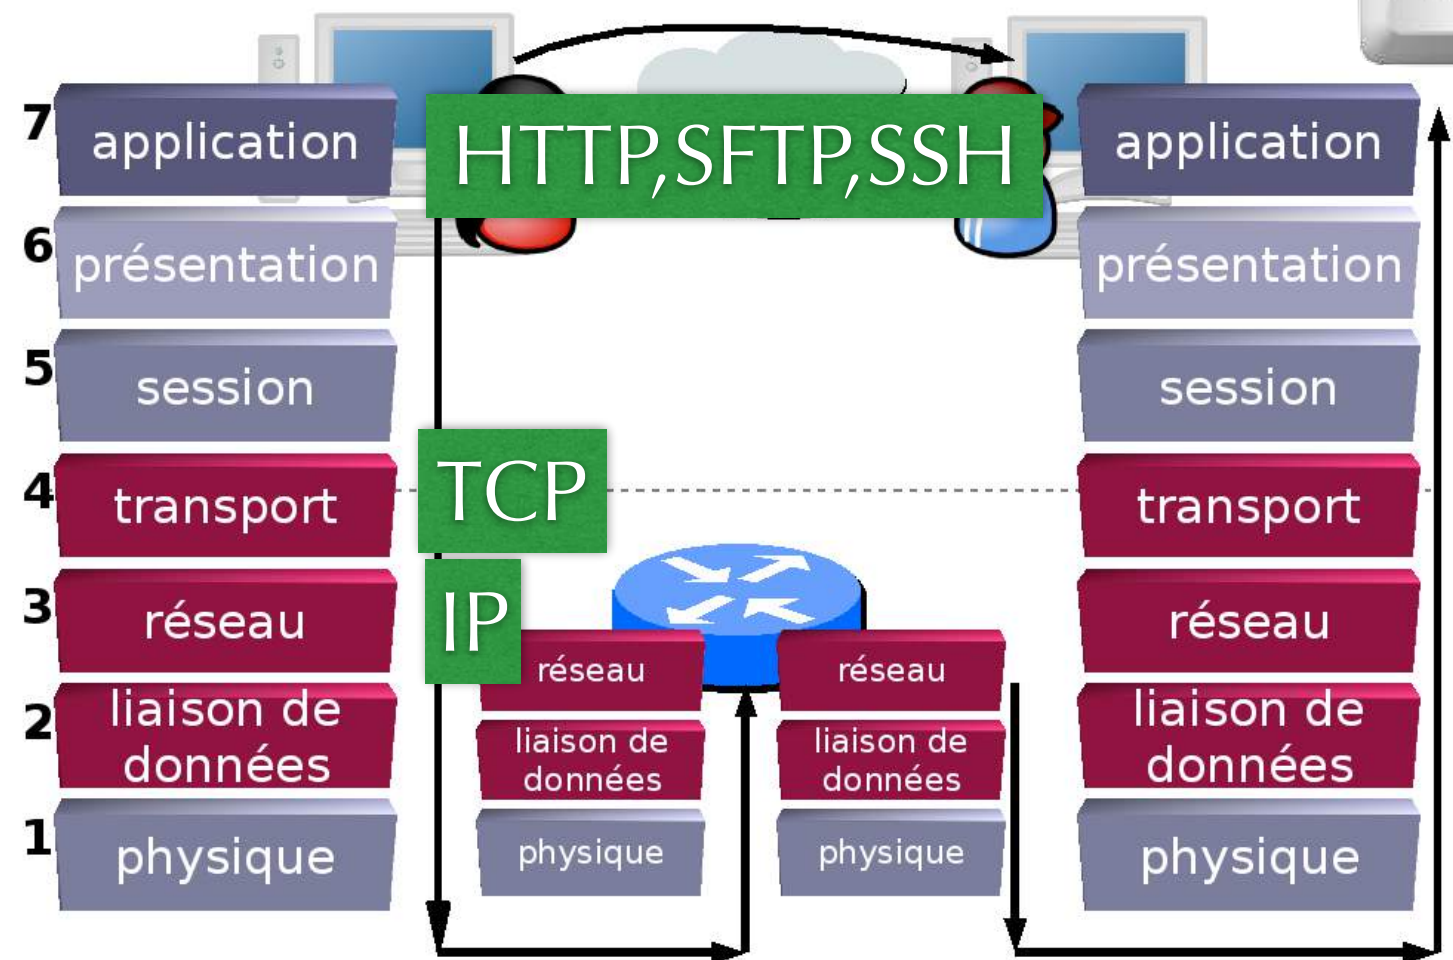 7
application
HTTP,SFTP,SSH
application
6
présentation
présentation
5
session
session
4
transport
TCP
transport
3
réseau
IP
réseau
réseau
réseau
2
liaison de
données
liaison de
données
liaison de
données
liaison de
données
1
physique
physique
physique
physique